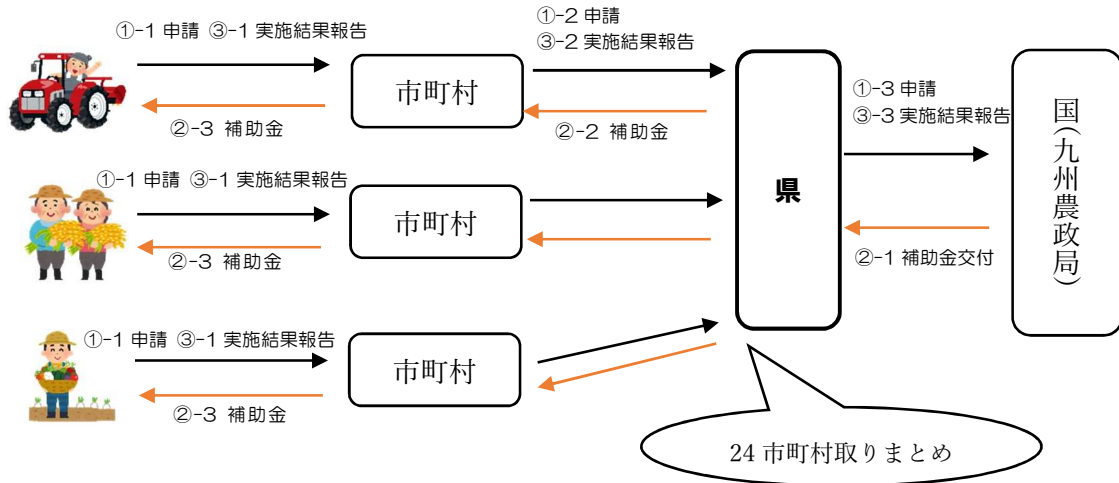 ①-1 申請 ③-1 実施結果報告
市町村
②-3 補助金
①-2 申請
③-2 実施結果報告
②-2 補助金
①-1 申請 ③-1 実施結果報告
市町村
②-3 補助金
①-1 申請 ③-1 実施結果報告
市町村
②-3 補助金
県
①-3 申請
③-3 実施結果報告
②-1 補助金交付
国(九州農政局)
24 市町村取りまとめ